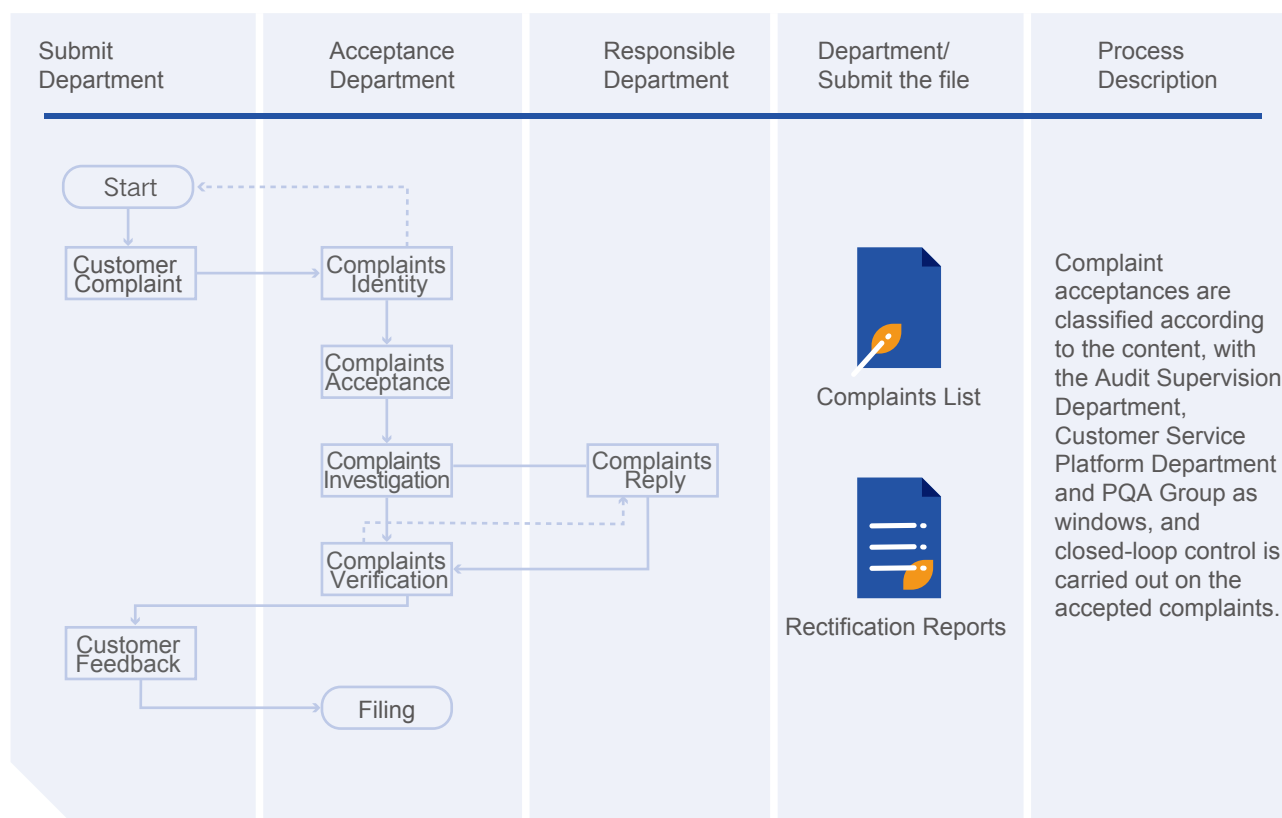 Submit
Department
Acceptance
Department
Responsible
Department
Department/
Submit the file
Process
Description
Start
Customer
Complaint
Complaints
Identity
Complaints
Acceptance
Complaints
Investigation
Complaints
Reply
Complaints
Verification
Customer
Feedback
Filing
Complaints List
Rectification Reports
Complaint
acceptances are
classified according
to the content, with
the Audit Supervision
Department,
Customer Service
Platform Department
and PQA Group as
windows, and
closed-loop control is
carried out on the
accepted complaints.